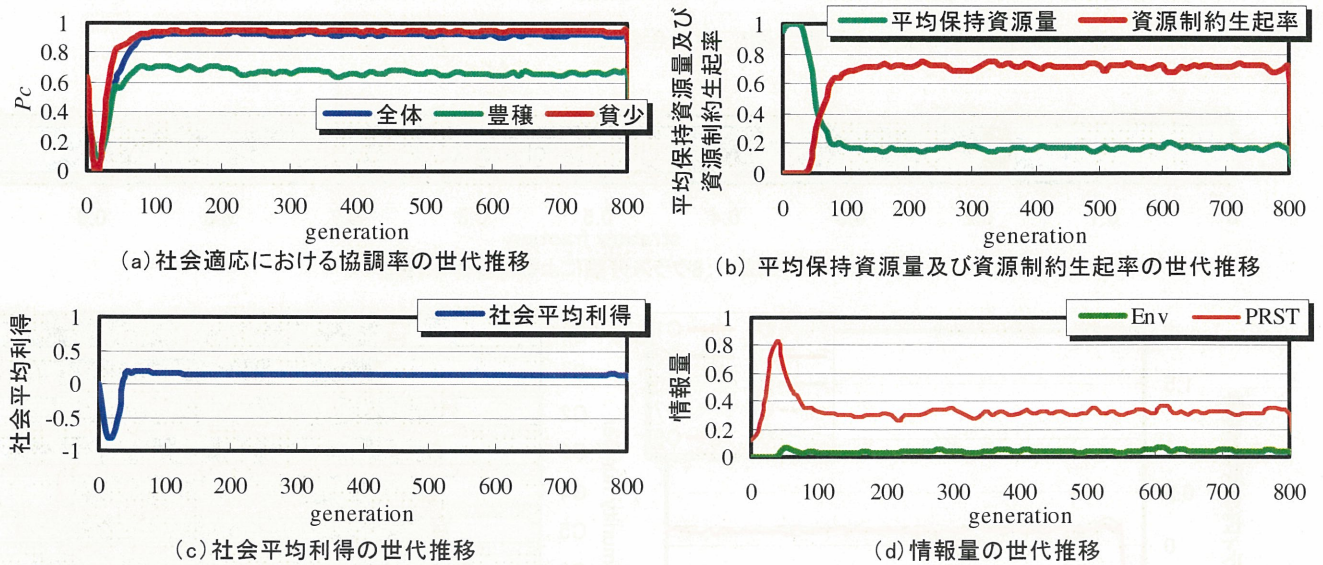 1
0.8
0.6
0.4
0.2
0
Pc
全体 豊穣 貧少
0 100 200 300 400 500 600 700 800
generation
(a)社会適応における協調率の世代推移
平均保持資源量及び
資源制約生起率
平均保持資源量 資源制約生起率
1
0.8
0.6
0.4
0.2
0
0 100 200 300 400 500 600 700 800
generation
(b) 平均保持資源量及び資源制約生起率の世代推移
社会平均利得
社会平均利得
1
0.5
0
-0.5
-1
0 100 200 300 400 500 600 700 800
generation
(c)社会平均利得の世代推移
情報量
Env PRST
1
0.8
0.6
0.4
0.2
0
0 100 200 300 400 500 600 700 800
generation
(d)情報量の世代推移